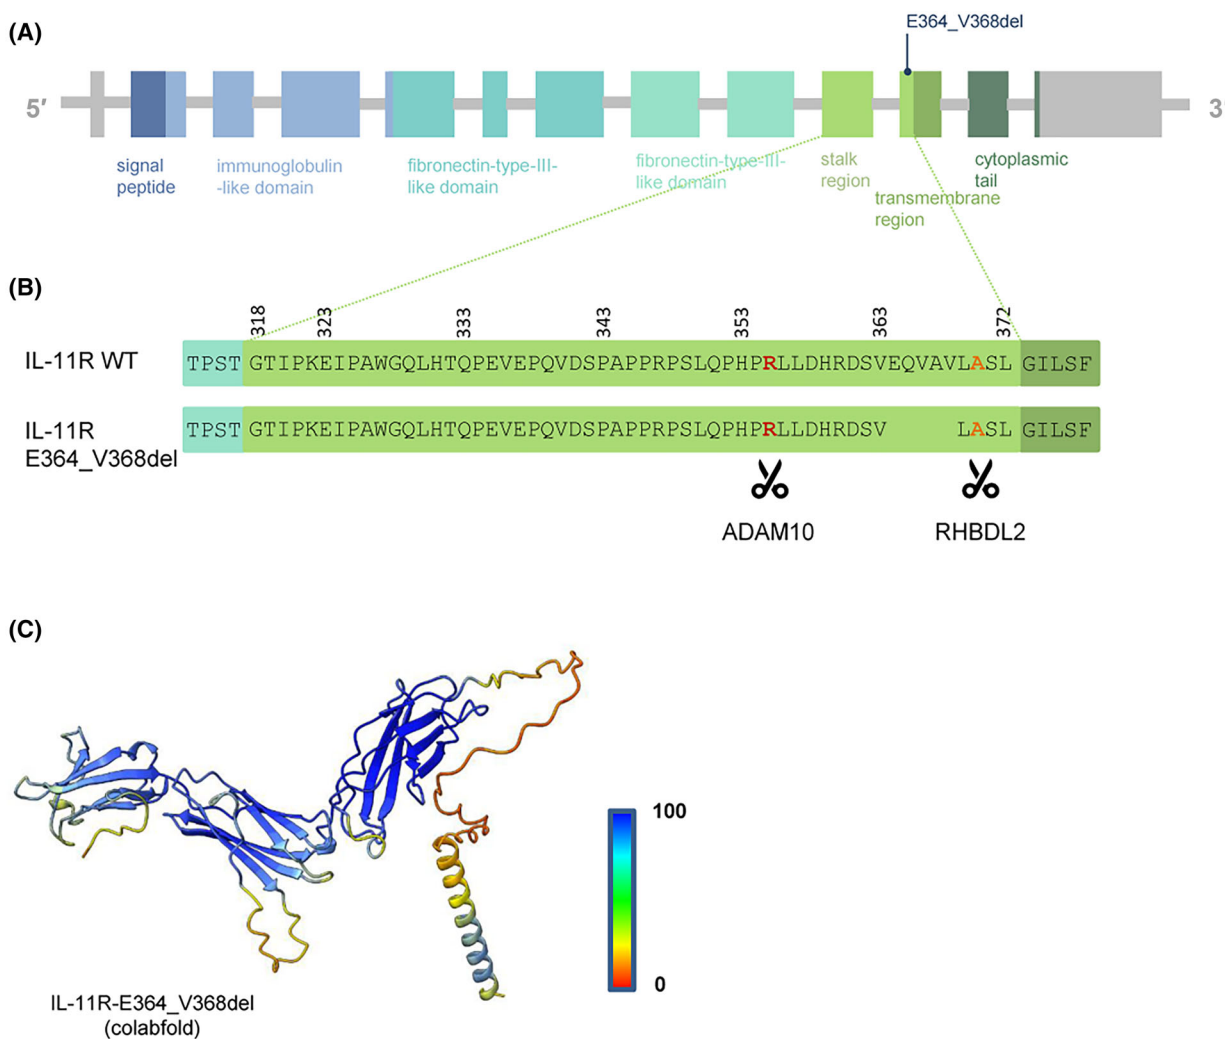 (A)
E364_V368del
5′
3
signal
peptide
immunoglobulin
-like domain
fibronectin-type-III-
like domain
fibronectin-type-III-
like domain
stalk
region
transmembrane
region
cytoplasmic
tail
(B)
318 323 333 343 353 363 372
IL-11R WT
TPST GTIPKEIPAWGQLHTQPEVEPQVDSPAPPRPSLQPHPRLLDHRDSVEQVAVLASL GILSF
IL-11R
E364_V368del
TPST GTIPKEIPAWGQLHTQPEVEPQVDSPAPPRPSLQPHPRLLDHRDSV LASL GILSF
ADAM10 RHBDL2
(C)
100
0
IL-11R-E364_V368del
(colabfold)